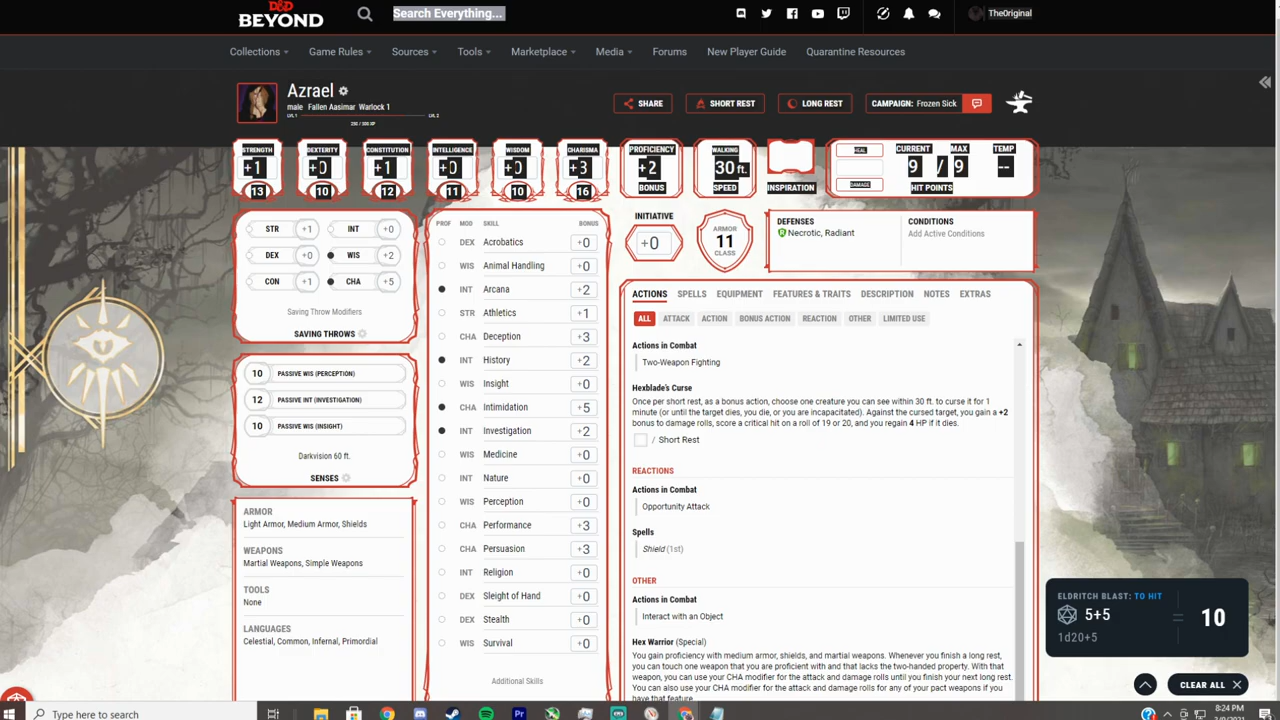 D&D
BEYOND
Search Everything...
TheOriginal
Collections
Game Rules
Sources
Tools
Marketplace
Media
Forums
New Player Guide
Quarantine Resources
Azrael
male Fallen Aasimar Warlock 1
LVL 1
LVL 2
SHARE
SHORT REST
LONG REST
CAMPAIGN: Frozen Sick
STRENGTH
+1
13
DEXTERITY
+0
10
CONSTITUTION
+1
12
INTELLIGENCE
+0
11
WISDOM
+0
10
CHARISMA
+3
16
PROFICIENCY
+2
BONUS
WALKING
30 ft.
SPEED
INSPIRATION
HEAL
DAMAGE
CURRENT
9
/
MAX
9
TEMP
--
HIT POINTS
STR +1
INT +0
DEX +0
WIS +2
CON +1
CHA +5
Saving Throw Modifiers
SAVING THROWS
10 PASSIVE WIS (PERCEPTION)
12 PASSIVE INT (INVESTIGATION)
10 PASSIVE WIS (INSIGHT)
Darkvision 60 ft.
SENSES
ARMOR
Light Armor, Medium Armor, Shields
WEAPONS
Martial Weapons, Simple Weapons
TOOLS
None
LANGUAGES
Celestial, Common, Infernal, Primordial
PROF MOD SKILL BONUS
DEX Acrobatics +0
WIS Animal Handling +0
INT Arcana +2
STR Athletics +1
CHA Deception +3
INT History +2
WIS Insight +0
CHA Intimidation +5
INT Investigation +2
WIS Medicine +0
INT Nature +0
WIS Perception +0
CHA Performance +3
CHA Persuasion +3
INT Religion +0
DEX Sleight of Hand +0
DEX Stealth +0
WIS Survival +0
Additional Skills
INITIATIVE
+0
ARMOR
11
CLASS
DEFENSES
Necrotic, Radiant
CONDITIONS
Add Active Conditions
ACTIONS SPELLS EQUIPMENT FEATURES & TRAITS DESCRIPTION NOTES EXTRAS
ALL ATTACK ACTION BONUS ACTION REACTION OTHER LIMITED USE
Actions in Combat
Two-Weapon Fighting
Hexblade's Curse
Once per short rest, as a bonus action, choose one creature you can see within 30 ft. to curse it for 1
minute (or until the target dies, you die, or you are incapacitated). Against the cursed target, you gain a +2
bonus to damage rolls, score a critical hit on a roll of 19 or 20, and you regain 4 HP if it dies.
/ Short Rest
REACTIONS
Actions in Combat
Opportunity Attack
Spells
Shield (1st)
OTHER
Actions in Combat
Interact with an Object
Hex Warrior (Special)
You gain proficiency with medium armor, shields, and martial weapons. Whenever you finish a long rest,
you can touch one weapon that you are proficient with and that lacks the two-handed property. With that
weapon, you can use your CHA modifier for the attack and damage rolls until you finish your next long rest.
You can also use your CHA modifier for the attack and damage rolls for any of your pact weapons if you
have that feature.
ELDRITCH BLAST: TO HIT
5+5
=
10
1d20+5
CLEAR ALL
Type here to search
8:24 PM